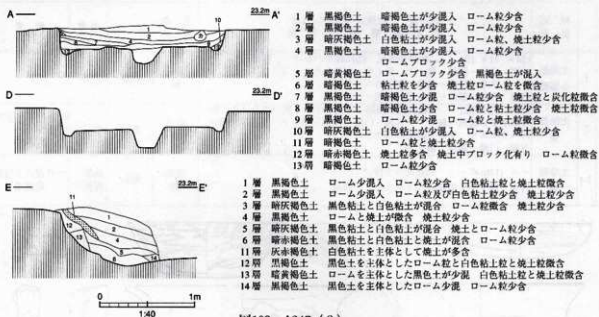 A A'
23.2m
10
2
1層 黒褐色土 暗褐色土が少混入 ローム粒少含
2層 黒褐色土 暗褐色土が少混入 ローム粒少含
3層 暗灰褐色土 白色粘土が少混入 ローム粒、焼土粒少含
4層 黒褐色土 暗褐色土が少混入 ローム粒少含
ロームブロック少含
5層 暗黄褐色土 ロームブロック少含 黒褐色土が混入
6層 暗褐色土 粘土粒を少含 焼土粒ローム粒を微含
7層 黒褐色土 暗褐色土少混 ローム粒少含 焼土粒と炭化粒微含
8層 黒褐色土 暗褐色土少混 ローム粒と粘土粒少含 焼土粒微含
9層 黒褐色土 ローム少混 ローム粒と焼土粒微含
10層 暗灰褐色土 白色粘土が少混入 ローム粒、焼土粒少含
11層 暗褐色土 ローム粒と焼土粒少含
12層 暗赤褐色土 焼土粒多含 焼土中ブロック化有り ローム粒微含
13層 暗褐色土 ローム粒微含
D D'
23.2m
E E'
23.2m
11
1
2
4
12
13
14
1層 黒褐色土 ローム少混入 ローム粒少含 白色粘土粒と焼土粒微含
2層 黒褐色土 ローム少混入 ローム粒及び白色粘土粒少含 焼土粒少含
3層 暗灰褐色土 黒色粘土と白色粘土が混合 ローム粒微含 焼土粒少含
4層 黒褐色土 ロームと焼土が微含 焼土粒少含
5層 暗灰褐色土 黒色粘土と白色粘土が混合 焼土とローム粒少含
6層 暗赤褐色土 黒色粘土と白色粘土と焼土が混合 ローム粒少含
11層 灰赤褐色土 白色粘土を主体として焼土が多含
12層 黒褐色土 黒色土を主体としたローム粒と白色粘土粒と焼土粒微含
13層 暗黄褐色土 ロームを主体とした黒色土が少混 白色粘土粒と焼土粒微含
14層 黒褐色土 黒色土を主体としたローム少混 ローム粒少含
0 1m
1:40